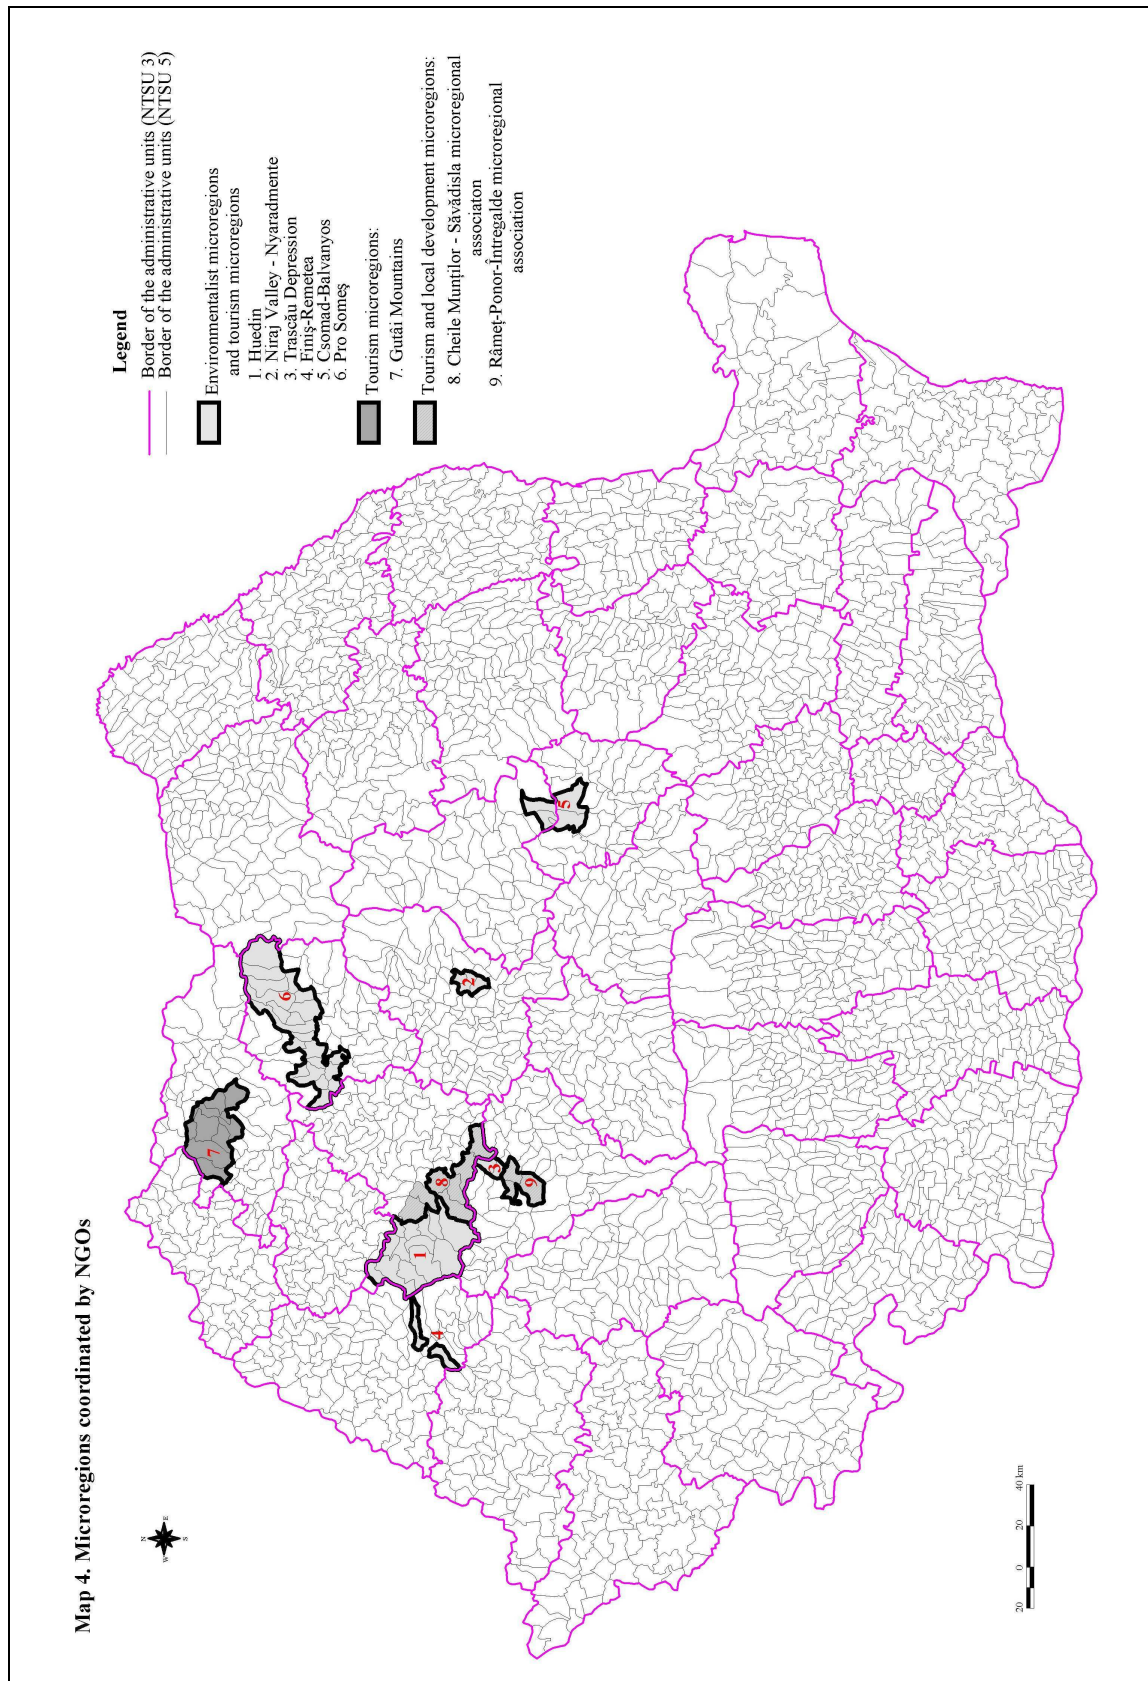 Map 4. Microregions coordinated by NGOs
N
W
E
S
Legend
Border of the administrative units (NTSU 3)
Border of the administrative units (NTSU 5)
Environmentalist microregions
and tourism microregions
1. Huedin
2. Niraj Valley - Nyaradmente
3. Trascău Depression
4. Finiş-Remetea
5. Csomad-Balvanyos
6. Pro Someş
Tourism microregions:
7. Gutâi Mountains
Tourism and local development microregions:
8. Cheile Munţilor - Săvădisla microregional
associaton
9. Râmeţ-Ponor-Întregalde microregional
association
7
6
8
3
9
1
4
2
5
20 0 20 40 km